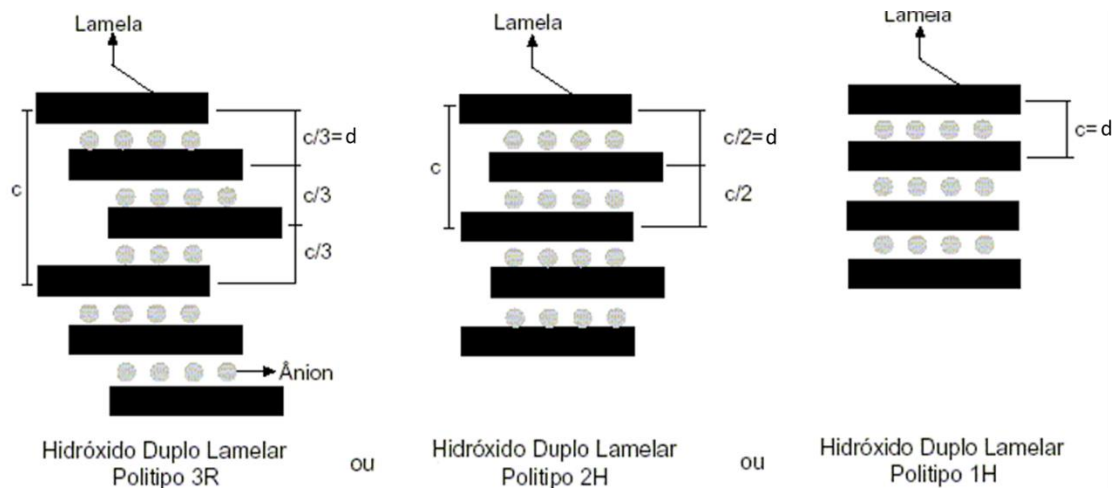 Lamela
c
c/3=d
c/3
c/3
Ânion
Hidróxido Duplo Lamelar
Politipo 3R
ou
Lamela
c
c/2=d
c/2
Hidróxido Duplo Lamelar
Politipo 2H
ou
Lamela
c=d
Hidróxido Duplo Lamelar
Politipo 1H